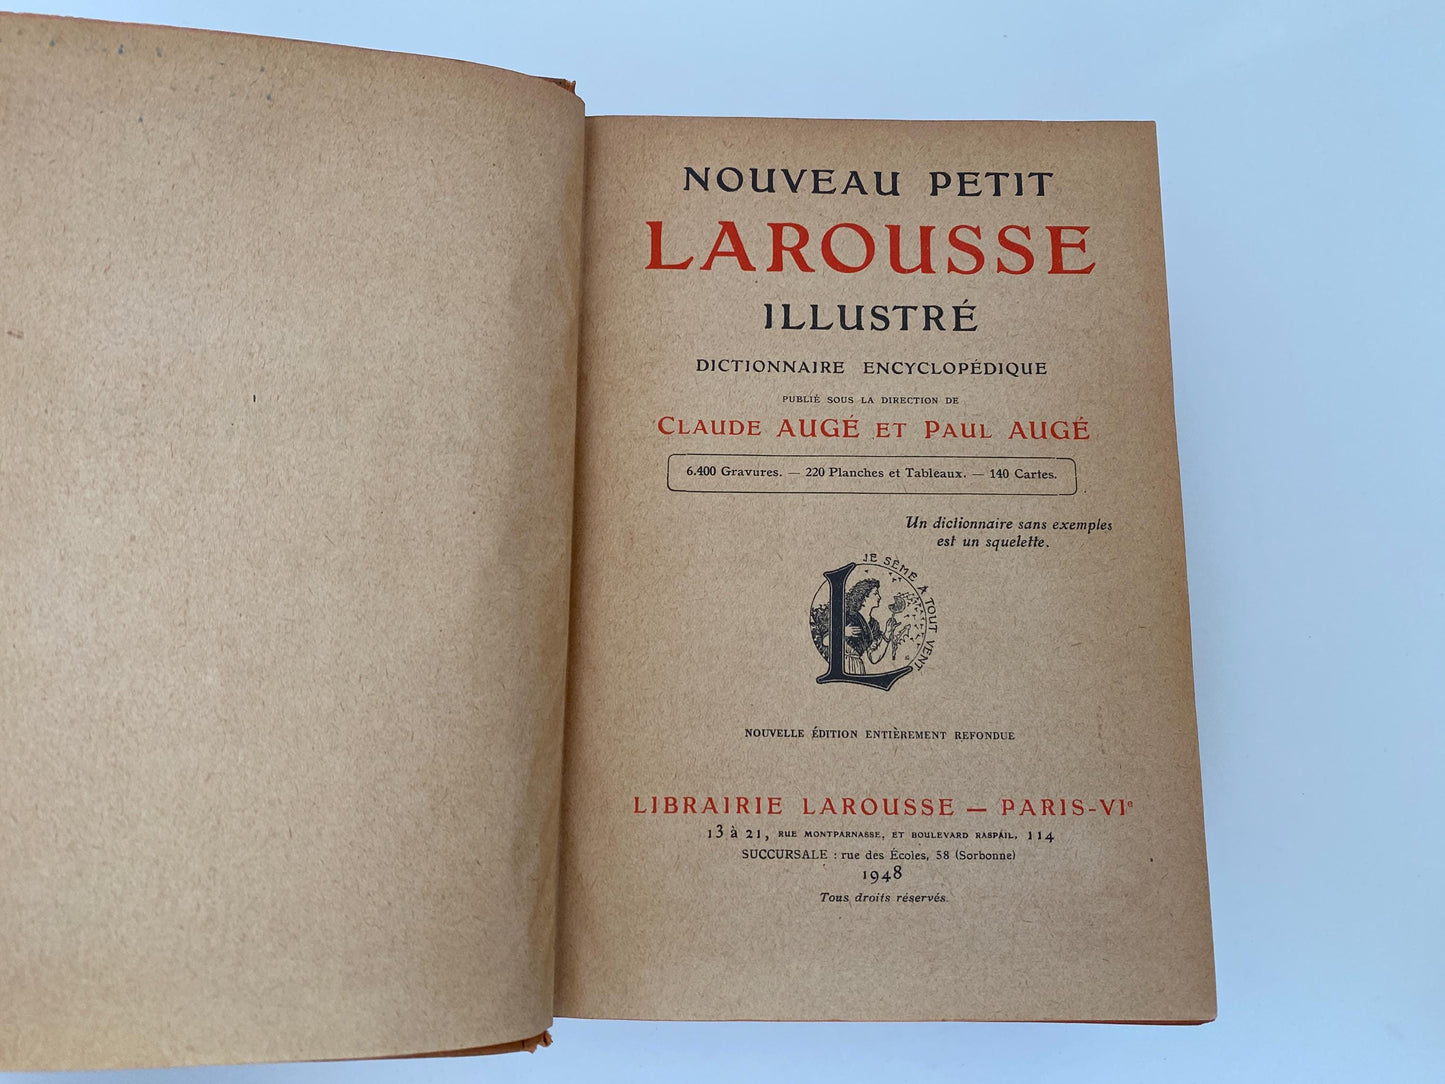 NOUVEAU PETIT
LAROUSSE
ILLUSTRÉ
DICTIONNAIRE ENCYCLOPÉDIQUE
PUBLIÉ SOUS LA DIRECTION DE
CLAUDE AUGÉ ET PAUL AUGÉ
6.400 Gravures. — 220 Planches et Tableaux. — 140 Cartes.
Un dictionnaire sans exemples
est un squelette.
JE SÈME À TOUT VENT
L
NOUVELLE ÉDITION ENTIÈREMENT REFONDUE
LIBRAIRIE LAROUSSE — PARIS-VIᵉ
13 à 21, RUE MONTPARNASSE, ET BOULEVARD RASPAIL, 114
SUCCURSALE : rue des Écoles, 58 (Sorbonne)
1948
Tous droits réservés.